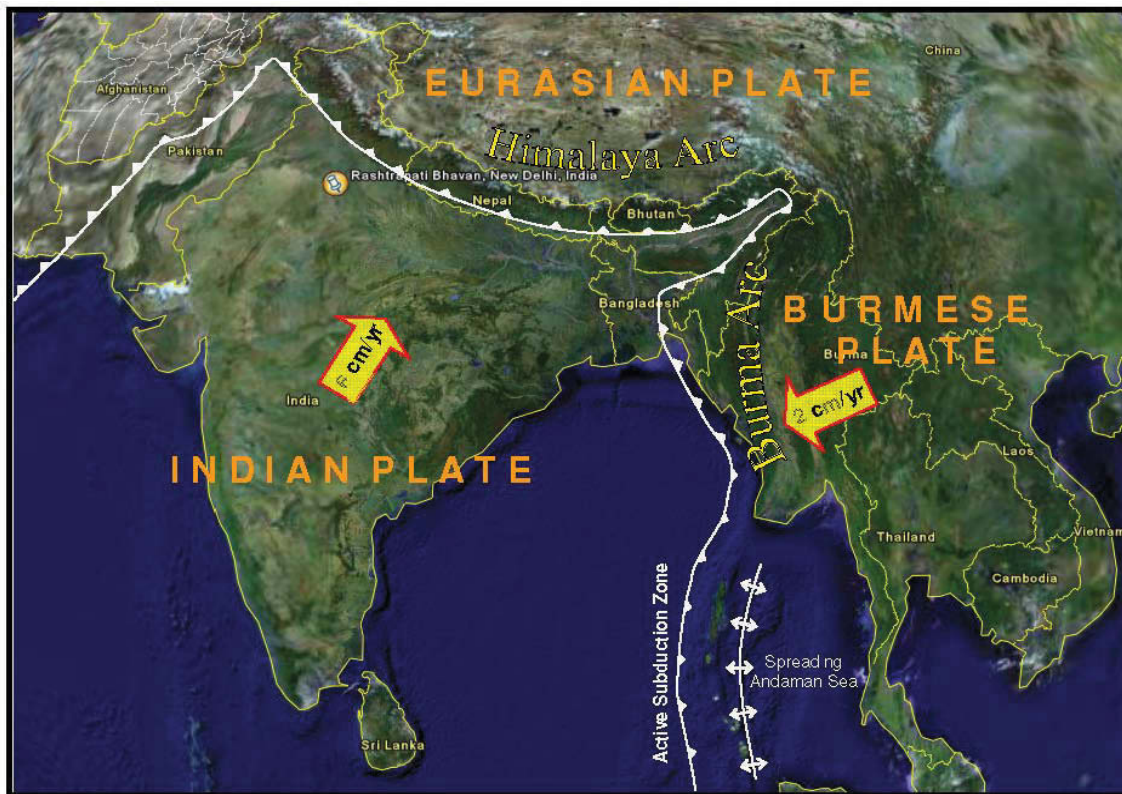 China
EURASIAN PLATE
Afghanistan
Himalaya Arc
Pakistan
Rashtrapati Bhavan, New Delhi, India
Nepal
Bhutan
Bangladesh
Burma Arc
BURMESE
PLATE
Burma
cm/yr
India
2 cm/yr
INDIAN PLATE
Laos
Thailand
Vietnam
Cambodia
Active Subduction Zone
Spreading
Andaman Sea
Sri Lanka